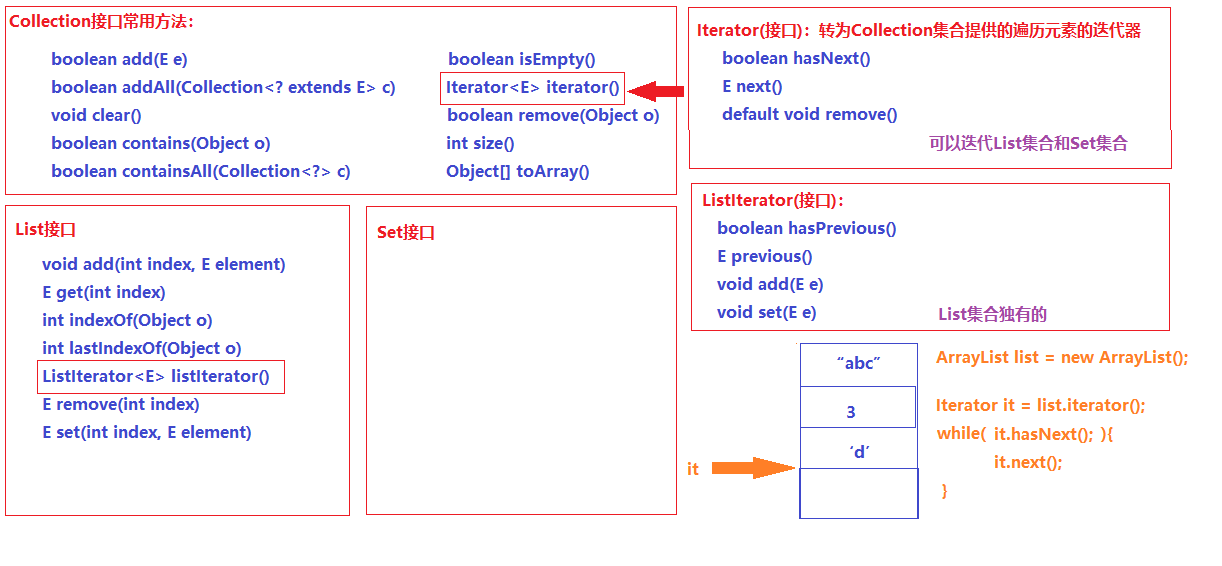 Collection接口常用方法：
boolean add(E e)
boolean addAll(Collection<? extends E> c)
void clear()
boolean contains(Object o)
boolean containsAll(Collection<?> c)
boolean isEmpty()
Iterator<E> iterator()
boolean remove(Object o)
int size()
Object[] toArray()
Iterator(接口)：转为Collection集合提供的遍历元素的迭代器
boolean hasNext()
E next()
default void remove()
可以迭代List集合和Set集合
List接口
void add(int index, E element)
E get(int index)
int indexOf(Object o)
int lastIndexOf(Object o)
ListIterator<E> listIterator()
E remove(int index)
E set(int index, E element)
Set接口
ListIterator(接口)：
boolean hasPrevious()
E previous()
void add(E e)
void set(E e)
List集合独有的
“abc”
3
‘d’
it
ArrayList list = new ArrayList();
Iterator it = list.iterator();
while( it.hasNext(); ){
it.next();
}